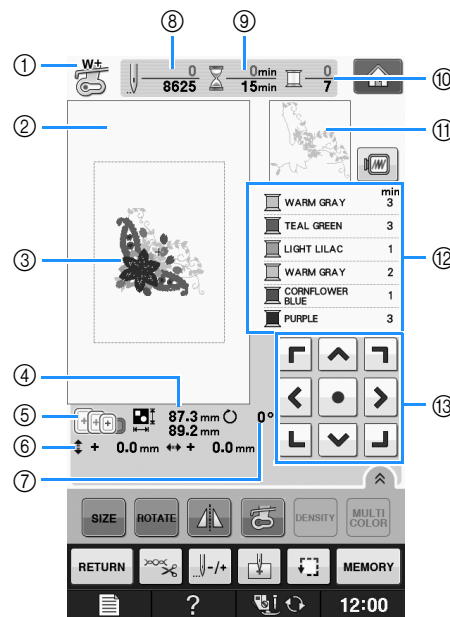 ⑧ ⑨
① W+ 0 0min 0 ⑩
8625 15min 7
② ⑪
min
WARM GRAY 3
TEAL GREEN 3
LIGHT LILAC 1 ⑫
③ WARM GRAY 2
CORNFLOWER BLUE 1
PURPLE 3
④ ⑬
⑤ 87.3 mm 0°
89.2 mm
⑥ + 0.0 mm + 0.0 mm
⑦
SIZE ROTATE DENSITY MULTI COLOR
RETURN -/+ MEMORY
? 12:00